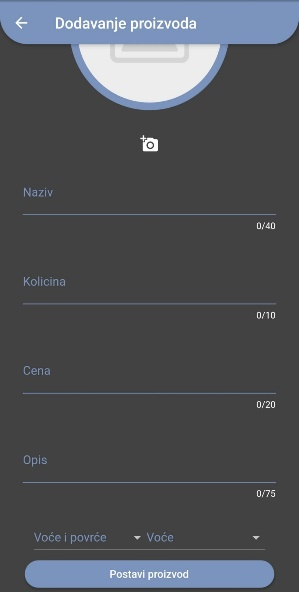 Dodavanje proizvoda
Naziv
0/40
Kolicina
0/10
Cena
0/20
Opis
0/75
Voće i povrće Voće
Postavi proizvod